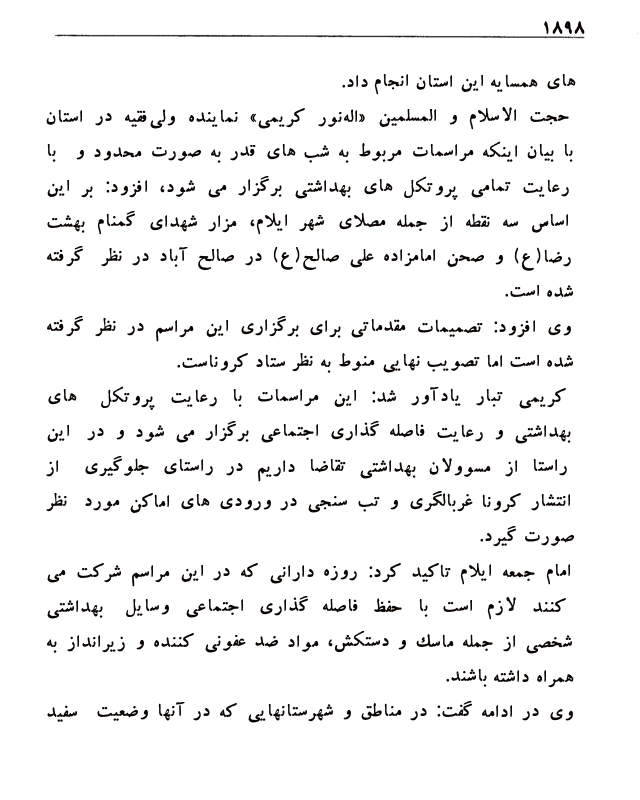 ۱۸۹۸
های همسایه این استان انجام داد.
حجت الاسلام و المسلمین «اله‌نور کریمی» نماینده ولی‌فقیه در استان
با بیان اینکه مراسمات مربوط به شب های قدر به صورت محدود و با
رعایت تمامی پروتکل های بهداشتی برگزار می شود، افزود: بر این
اساس سه نقطه از جمله مصلای شهر ایلام، مزار شهدای گمنام بهشت
رضا(ع) و صحن امامزاده علی صالح(ع) در صالح آباد در نظر گرفته
شده است.
وی افزود: تصمیمات مقدماتی برای برگزاری این مراسم در نظر گرفته
شده است اما تصویب نهایی منوط به نظر ستاد کروناست.
کریمی تبار یادآور شد: این مراسمات با رعایت پروتکل های
بهداشتی و رعایت فاصله گذاری اجتماعی برگزار می شود و در این
راستا از مسوولان بهداشتی تقاضا داریم در راستای جلوگیری از
انتشار کرونا غربالگری و تب سنجی در ورودی های اماکن مورد نظر
صورت گیرد.
امام جمعه ایلام تاکید کرد: روزه دارانی که در این مراسم شرکت می
کنند لازم است با حفظ فاصله گذاری اجتماعی وسایل بهداشتی
شخصی از جمله ماسك و دستکش، مواد ضد عفونی کننده و زیرانداز به
همراه داشته باشند.
وی در ادامه گفت: در مناطق و شهرستانهایی که در آنها وضعیت سفید